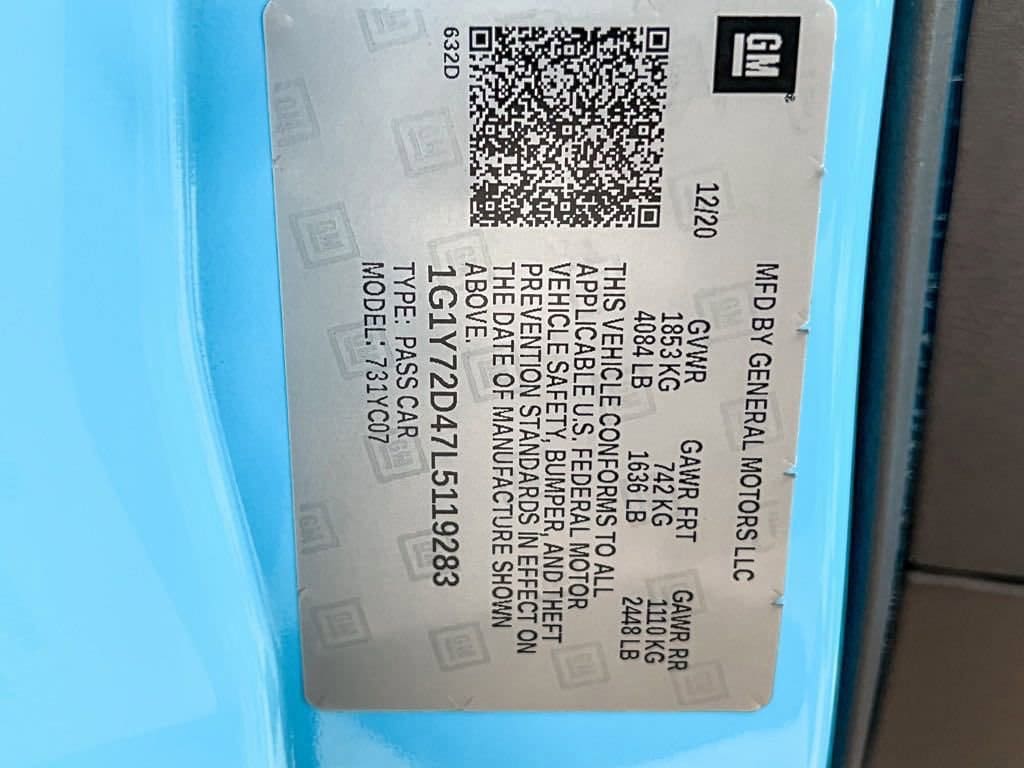 GM
MFD BY GENERAL MOTORS LLC
12/20
GVWR GAWR FRT GAWR RR
1853 KG 742 KG 1110 KG
4084 LB 1636 LB 2448 LB
THIS VEHICLE CONFORMS TO ALL
APPLICABLE U.S. FEDERAL MOTOR
VEHICLE SAFETY, BUMPER, AND THEFT
PREVENTION STANDARDS IN EFFECT ON
THE DATE OF MANUFACTURE SHOWN
ABOVE.
1G1Y72D47L5119283
TYPE: PASS CAR
MODEL: 731YC07
632D